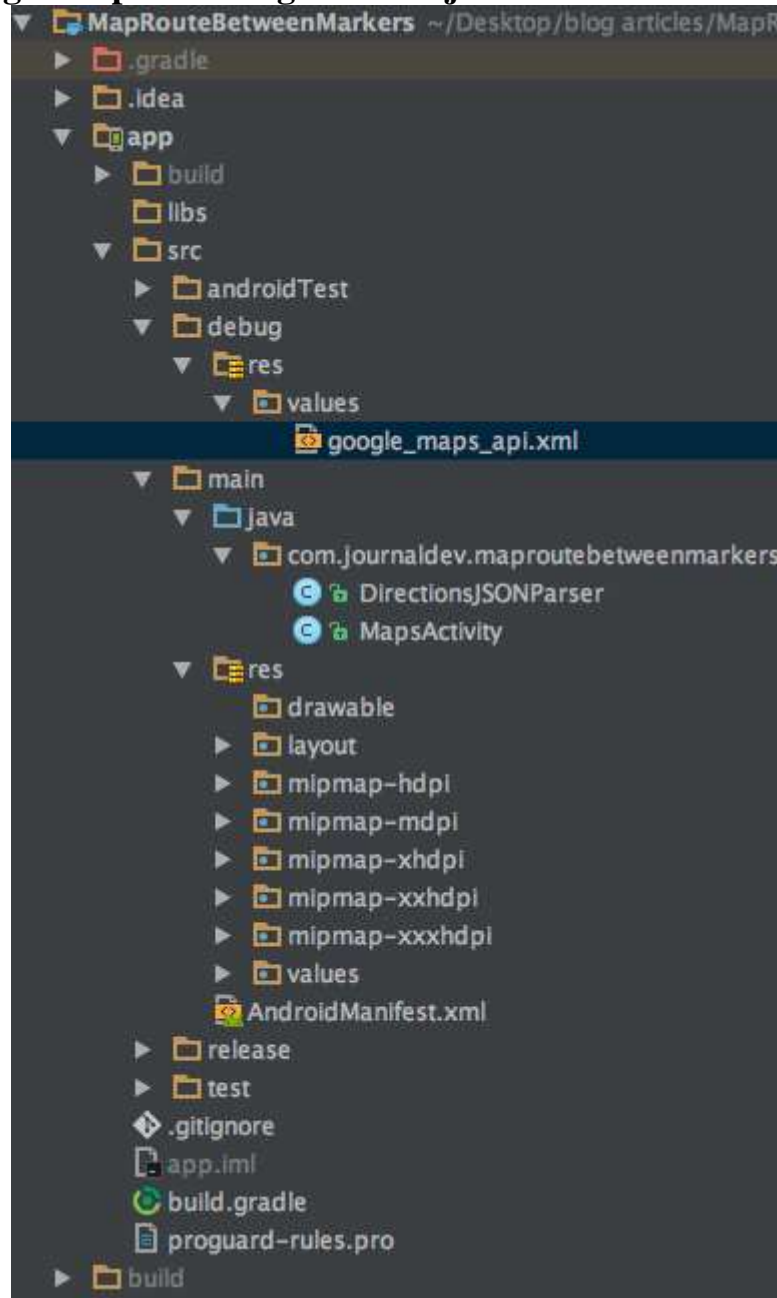 MapRouteBetweenMarkers ~/Desktop/blog articles/MapR
.gradle
.idea
app
build
libs
src
androidTest
debug
res
values
google_maps_api.xml
main
java
com.journaldev.maproutebetweenmarkers
DirectionsJSONParser
MapsActivity
res
drawable
layout
mipmap-hdpi
mipmap-mdpi
mipmap-xhdpi
mipmap-xxhdpi
mipmap-xxxhdpi
values
AndroidManifest.xml
release
test
.gitignore
app.iml
build.gradle
proguard-rules.pro
build